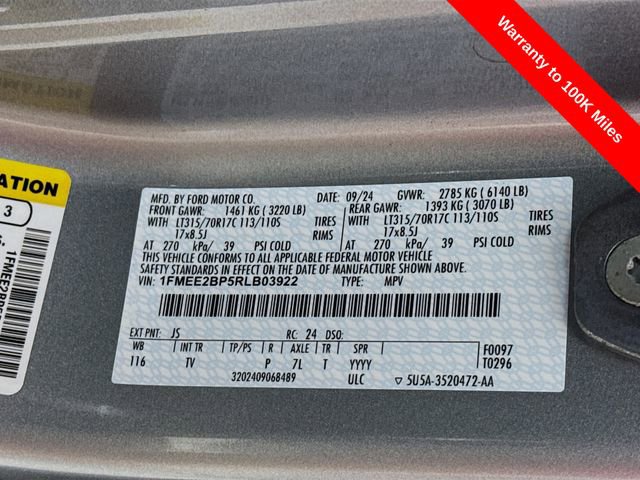 Warranty to 100K Miles
ATION
3
1FMEE2BP5
MFD. BY FORD MOTOR CO.
DATE: 09/24 GVWR: 2785 KG ( 6140 LB)
FRONT GAWR: 1461 KG ( 3220 LB)
REAR GAWR: 1393 KG ( 3070 LB)
LT315/70R17C 113/110S TIRES LT315/70R17C 113/110S TIRES
17x8.5J RIMS 17x8.5J RIMS
AT 270 kPa/ 39 PSI COLD AT 270 kPa/ 39 PSI COLD
THIS VEHICLE CONFORMS TO ALL APPLICABLE FEDERAL MOTOR VEHICLE
SAFETY STANDARDS IN EFFECT ON THE DATE OF MANUFACTURE SHOWN ABOVE.
VIN: 1FMEE2BP5RLB03922 TYPE: MPV
EXT PNT: JS RC: 24 DSO:
WB INT TR TP/PS R AXLE TR SPR F0097
116 TV P 7L T YYYY T0296
3202409068489 ULC ▽ 5U5A-3520472-AA